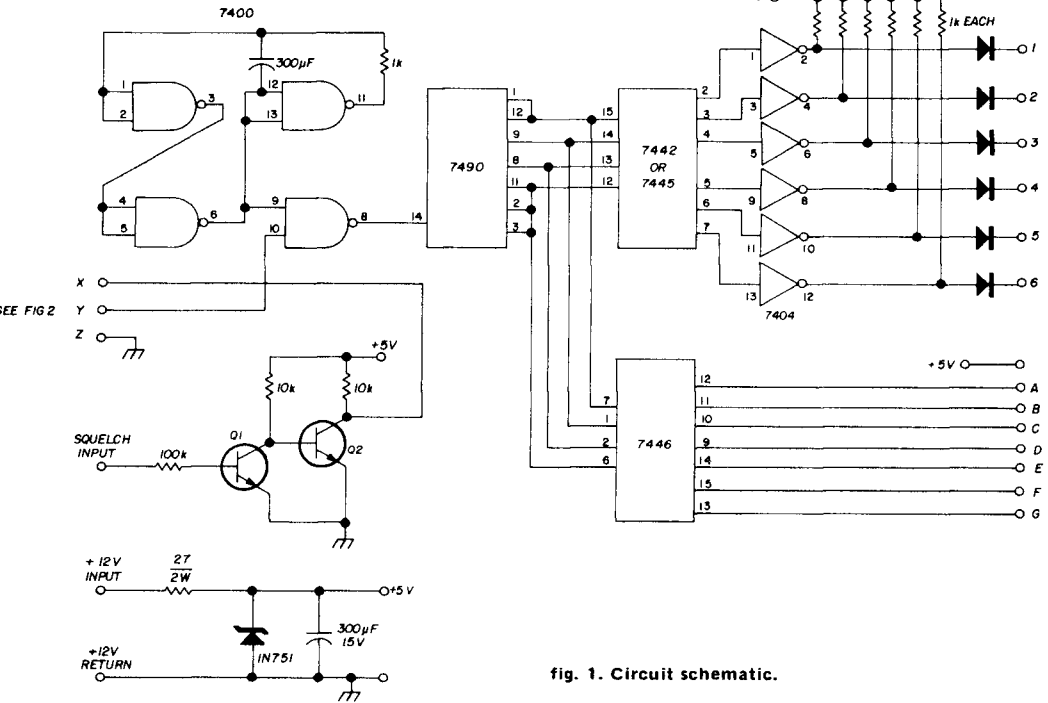 7400
300µF
1k
1
2
3
12
13
11
4
5
6
9
10
8
14
7490
1
12
9
8
11
2
3
15
14
13
12
7442
OR
7445
2
3
4
5
6
7
1
2
3
4
5
6
9
8
11
10
13
12
7404
1k EACH
1
2
3
4
5
6
X
SEE FIG 2 Y
Z
+5V
10k
10k
Q1
Q2
SQUELCH
INPUT
100k
7
1
2
6
7446
12
11
10
9
14
15
13
+5V
A
B
C
D
E
F
G
+12V
INPUT
27
2W
+5V
300µF
15V
1N751
+12V
RETURN
fig. 1. Circuit schematic.